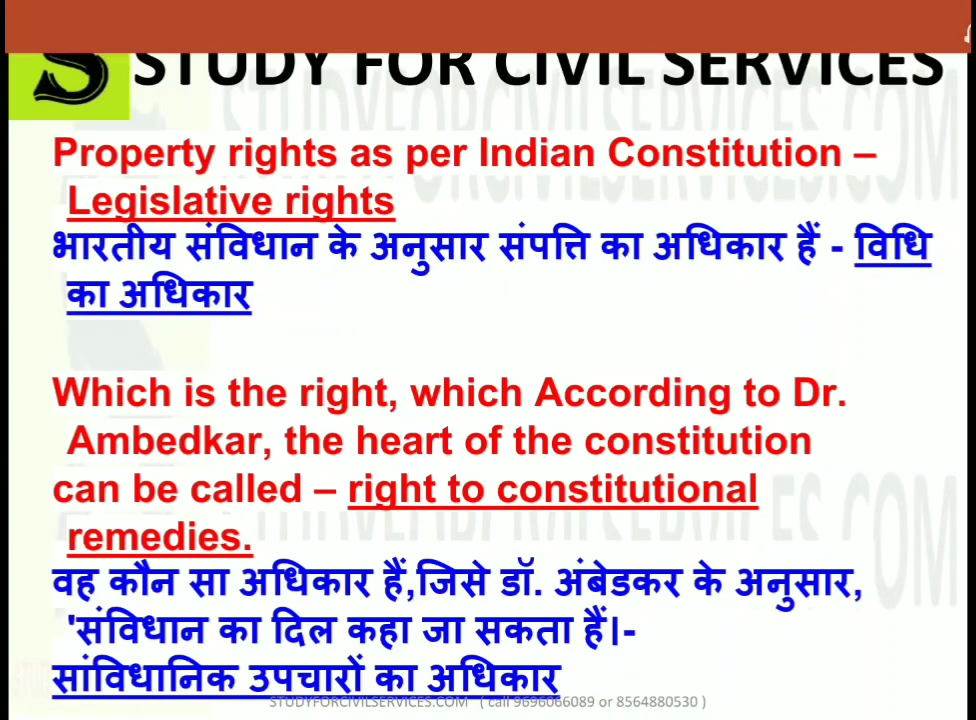 STUDY FOR CIVIL SERVICES
Property rights as per Indian Constitution –
Legislative rights
भारतीय संविधान के अनुसार संपत्ति का अधिकार हैं - विधि
का अधिकार
Which is the right, which According to Dr.
Ambedkar, the heart of the constitution
can be called – right to constitutional
remedies.
वह कौन सा अधिकार हैं,जिसे डॉ. अंबेडकर के अनुसार,
'संविधान का दिल कहा जा सकता हैं।-
सांविधानिक उपचारों का अधिकार
STUDYFORCIVILSERVICES.COM ( call 9696066089 or 8564880530 )